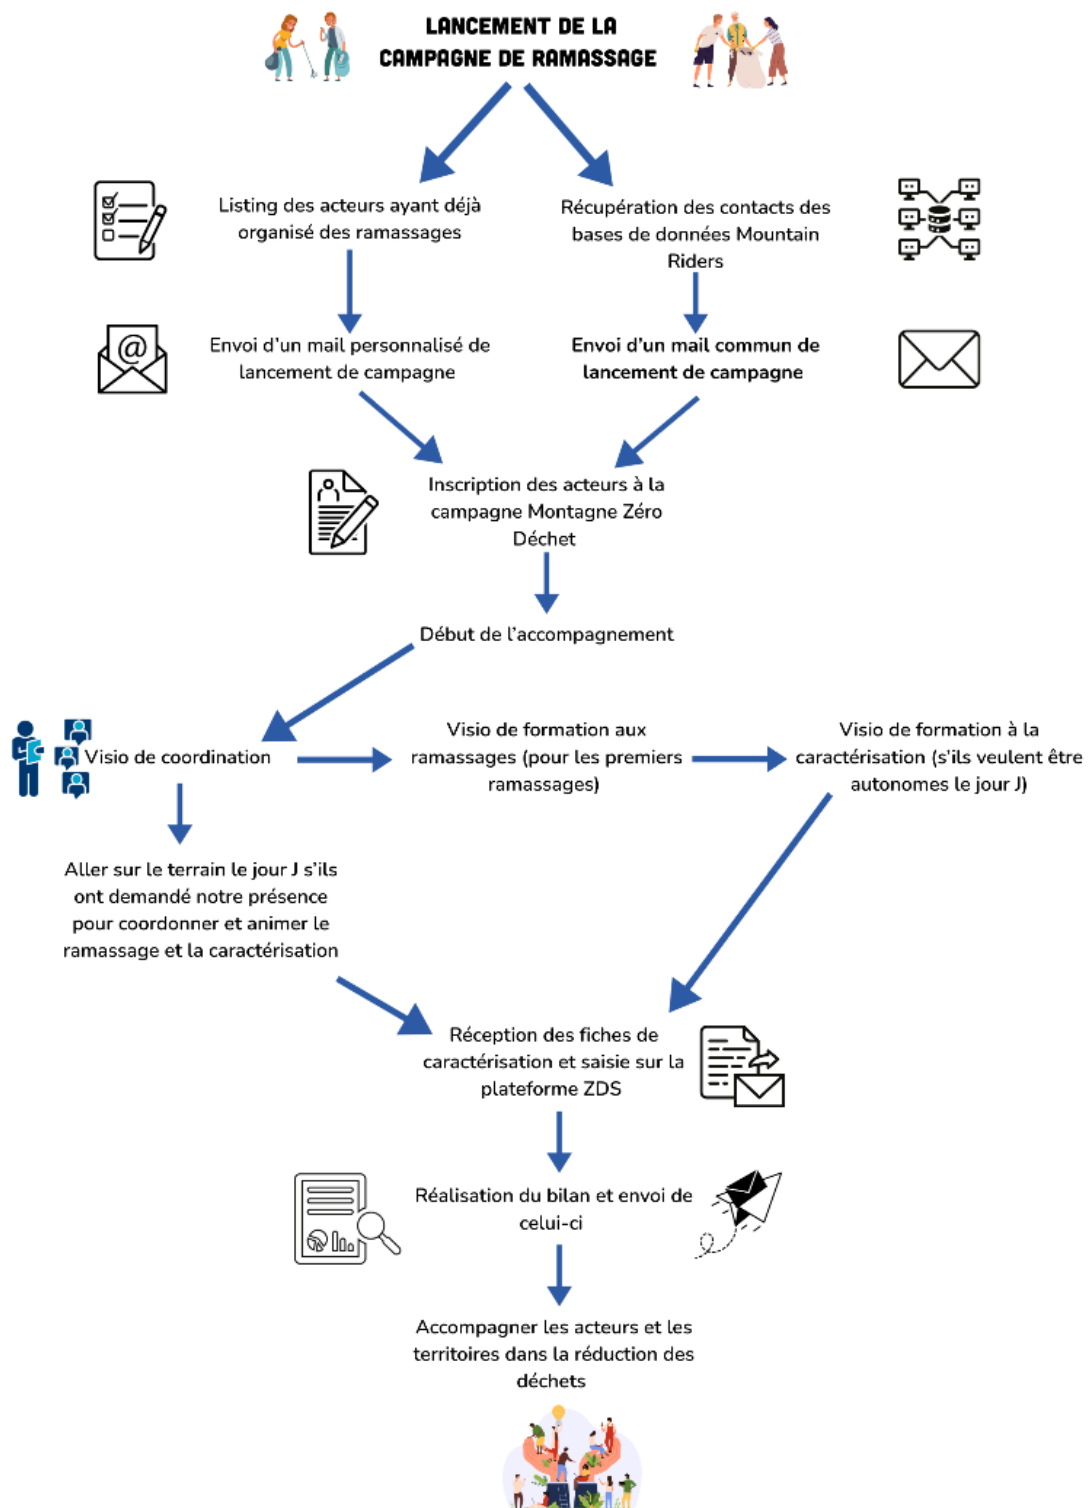 LANCEMENT DE LA
CAMPAGNE DE RAMASSAGE
Listing des acteurs ayant déjà
organisé des ramassages
Récupération des contacts des
bases de données Mountain
Riders
Envoi d'un mail personnalisé de
lancement de campagne
Envoi d'un mail commun de
lancement de campagne
Inscription des acteurs à la
campagne Montagne Zéro
Déchet
Début de l'accompagnement
Visio de coordination
Visio de formation aux
ramassages (pour les premiers
ramassages)
Visio de formation à la
caractérisation (s'ils veulent être
autonomes le jour J)
Aller sur le terrain le jour J s'ils
ont demandé notre présence
pour coordonner et animer le
ramassage et la caractérisation
Réception des fiches de
caractérisation et saisie sur la
plateforme ZDS
Réalisation du bilan et envoi de
celui-ci
Accompagner les acteurs et les
territoires dans la réduction des
déchets